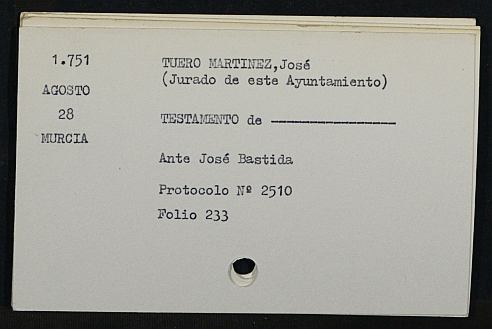 1.751
AGOSTO
28
MURCIA
TUERO MARTINEZ,José
(Jurado de este Ayuntamiento)
TESTAMENTO de ----------------
Ante José Bastida
Protocolo Nº 2510
Folio 233